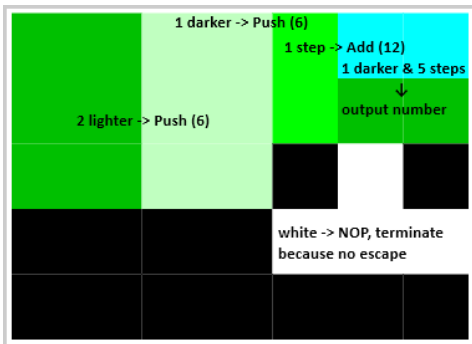 1 darker -> Push (6)
1 step -> Add (12)
1 darker & 5 steps
↓
output number
2 lighter -> Push (6)
white -> NOP, terminate
because no escape